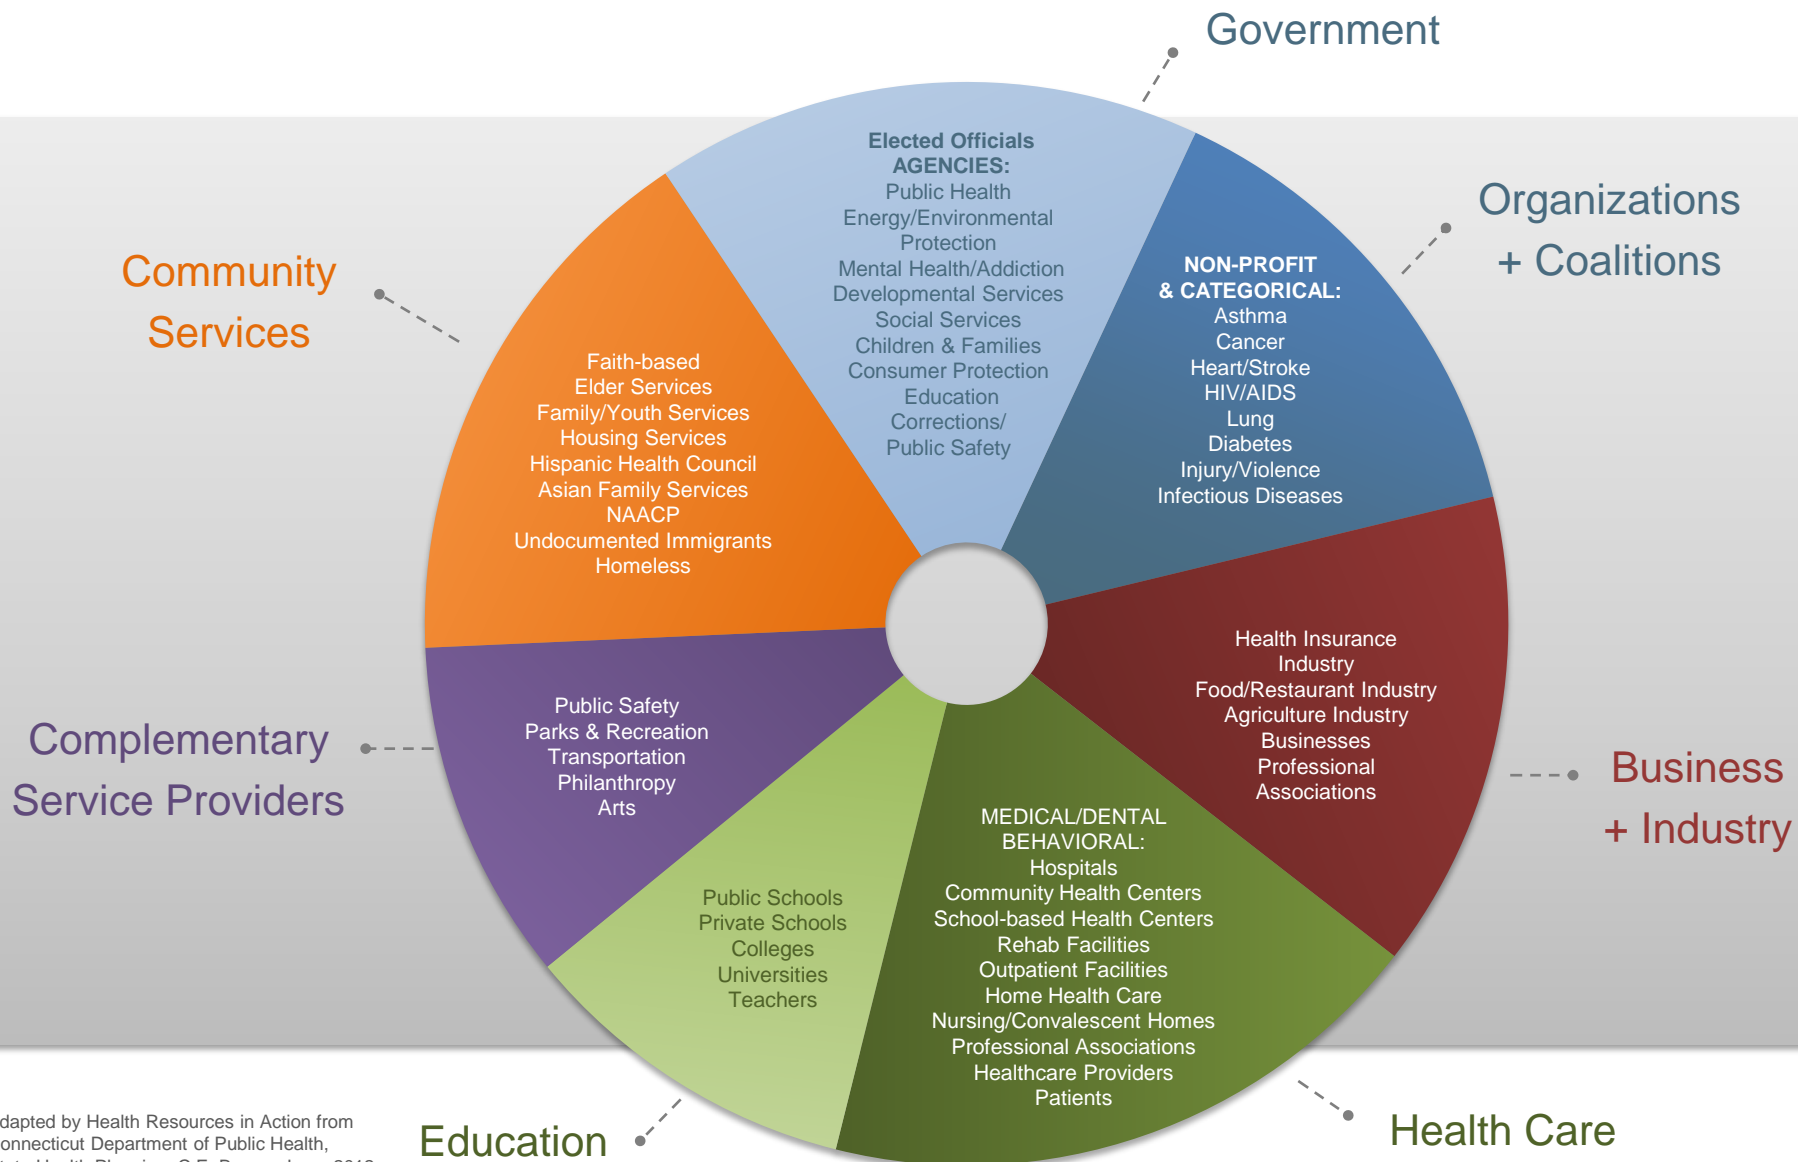 Government
Elected Officials
AGENCIES:
Public Health
Energy/Environmental
Protection
Mental Health/Addiction
Developmental Services
Social Services
Children & Families
Consumer Protection
Education
Corrections/
Public Safety
Organizations
+ Coalitions
NON-PROFIT
& CATEGORICAL:
Asthma
Cancer
Heart/Stroke
HIV/AIDS
Lung
Diabetes
Injury/Violence
Infectious Diseases
Business
+ Industry
Health Insurance
Industry
Food/Restaurant Industry
Agriculture Industry
Businesses
Professional
Associations
Health Care
MEDICAL/DENTAL
BEHAVIORAL:
Hospitals
Community Health Centers
School-based Health Centers
Rehab Facilities
Outpatient Facilities
Home Health Care
Nursing/Convalescent Homes
Professional Associations
Healthcare Providers
Patients
Education
Public Schools
Private Schools
Colleges
Universities
Teachers
Complementary
Service Providers
Public Safety
Parks & Recreation
Transportation
Philanthropy
Arts
Community
Services
Faith-based
Elder Services
Family/Youth Services
Housing Services
Hispanic Health Council
Asian Family Services
NAACP
Undocumented Immigrants
Homeless
dapted by Health Resources in Action from
onnecticut Department of Public Health,